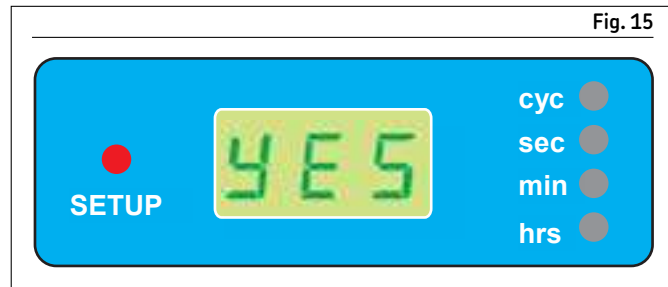 Fig. 15
cyc
sec
YES
min
SETUP
hrs